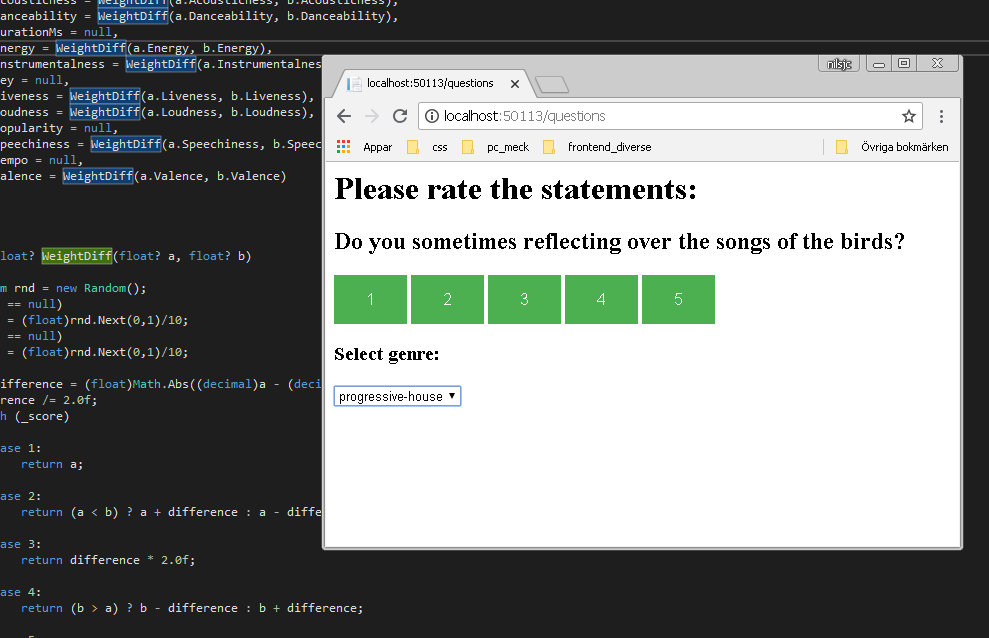 cousticness = WeightDiff(a.Acousticness, b.Acousticness),
anceability = WeightDiff(a.Danceability, b.Danceability),
urationMs = null,
nergy = WeightDiff(a.Energy, b.Energy),
nstrumentalness = WeightDiff(a.Instrumentalnes
ey = null,
iveness = WeightDiff(a.Liveness, b.Liveness),
oudness = WeightDiff(a.Loudness, b.Loudness),
opularity = null,
peechiness = WeightDiff(a.Speechiness, b.Speec
empo = null,
alence = WeightDiff(a.Valence, b.Valence)
loat? WeightDiff(float? a, float? b)
m rnd = new Random();
== null)
= (float)rnd.Next(0,1)/10;
== null)
= (float)rnd.Next(0,1)/10;
ifference = (float)Math.Abs((decimal)a - (deci
rence /= 2.0f;
h (_score)
ase 1:
return a;
ase 2:
return (a < b) ? a + difference : a - diffe
ase 3:
return difference * 2.0f;
ase 4:
return (b > a) ? b - difference : b + difference;
nilsjc
localhost:50113/questions
localhost:50113/questions
Appar css pc_meck frontend_diverse Övriga bokmärken
Please rate the statements:
Do you sometimes reflecting over the songs of the birds?
1 2 3 4 5
Select genre:
progressive-house